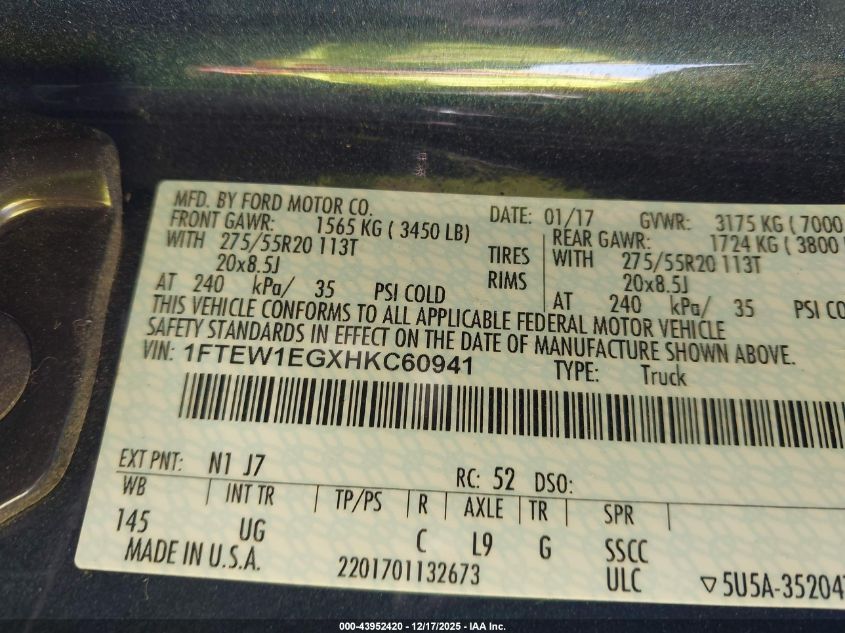 MFD. BY FORD MOTOR CO. DATE: 01/17 GVWR: 3175 KG ( 7000
FRONT GAWR: 1565 KG ( 3450 LB) REAR GAWR: 1724 KG ( 3800
WITH 275/55R20 113T TIRES WITH 275/55R20 113T
20x8.5J RIMS 20x8.5J
AT 240 kPa/ 35 PSI COLD AT 240 kPa/ 35 PSI CO
THIS VEHICLE CONFORMS TO ALL APPLICABLE FEDERAL MOTOR VEHICLE
SAFETY STANDARDS IN EFFECT ON THE DATE OF MANUFACTURE SHOWN ABOVE.
VIN: 1FTEW1EGXHKC60941 TYPE: Truck
EXT PNT: N1 J7 RC: 52 DSO:
WB INT TR TP/PS R AXLE TR SPR
145 UG C L9 G SSCC
MADE IN U.S.A. 2201701132673 ULC ▽5U5A-35204
000-43952420 - 12/17/2025 - IAA Inc.